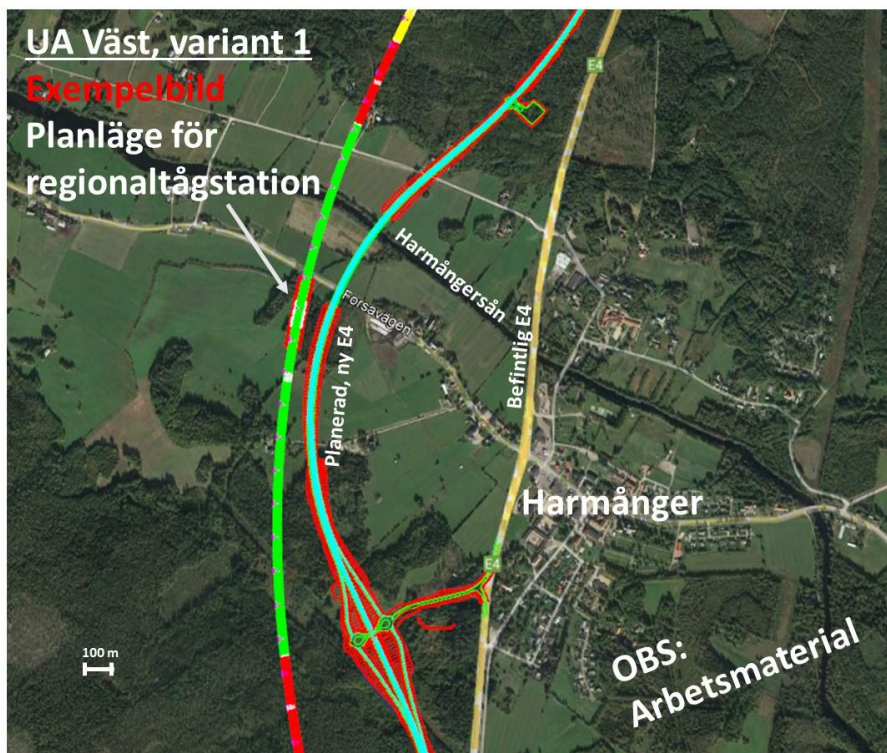 UA Väst, variant 1
Exempelbild
Planläge för
regionaltågstation
E4
Harmångersån
Forsavägen
Befintlig E4
Planerad, ny E4
Harmånger
E4
100 m
OBS:
Arbetsmaterial